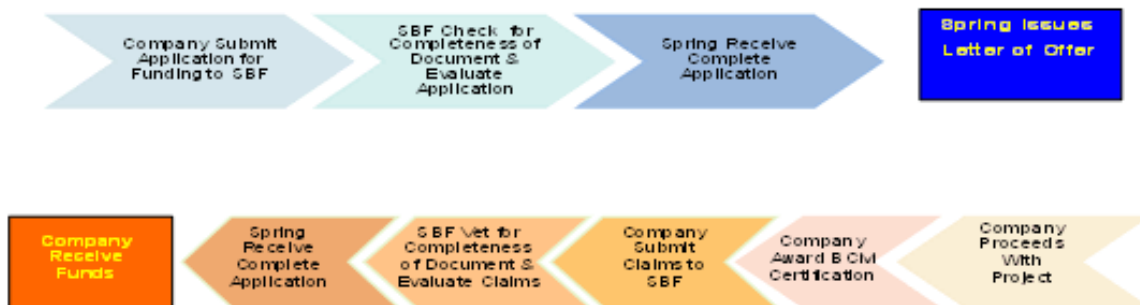 Company Submit
Application for
Funding to SBF
SBF Check for
Completeness of
Document &
Evaluate
Application
Spring Receive
Complete
Application
Spring Issues
Letter of Offer
Company
Receive
Funds
Spring
Receive
Complete
Application
SBF Vet for
Completeness
of Document &
Evaluate Claims
Company
Submit
Claims to
SBF
Company
Award
Certification
Company
Proceeds
With
Project